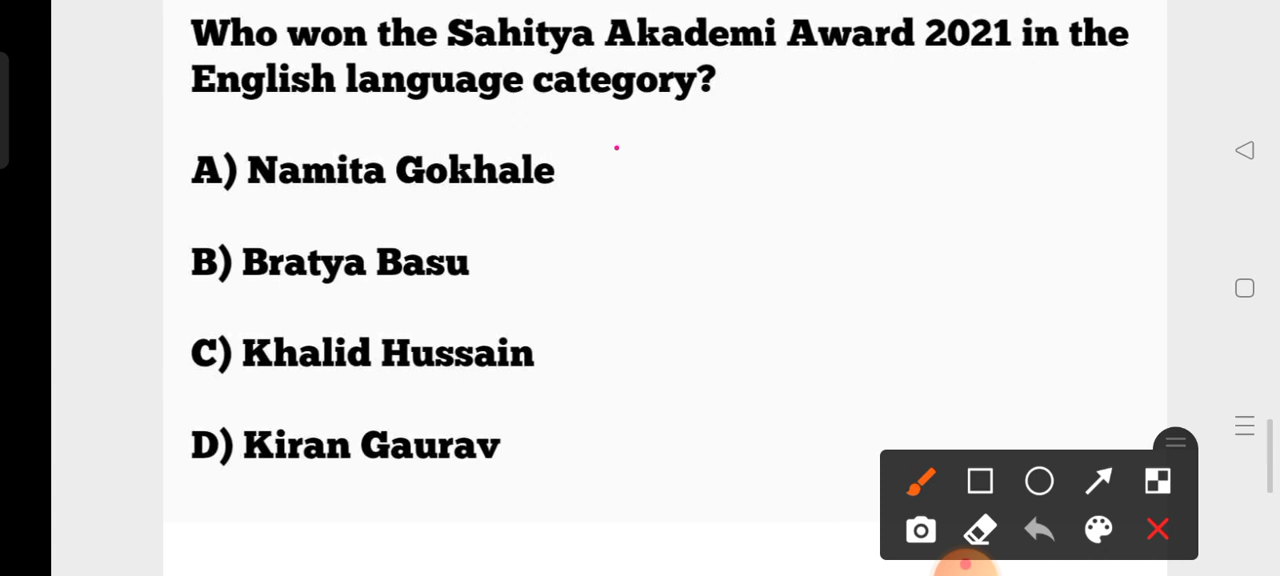 Who won the Sahitya Akademi Award 2021 in the
English language category?
A) Namita Gokhale
B) Bratya Basu
C) Khalid Hussain
D) Kiran Gaurav